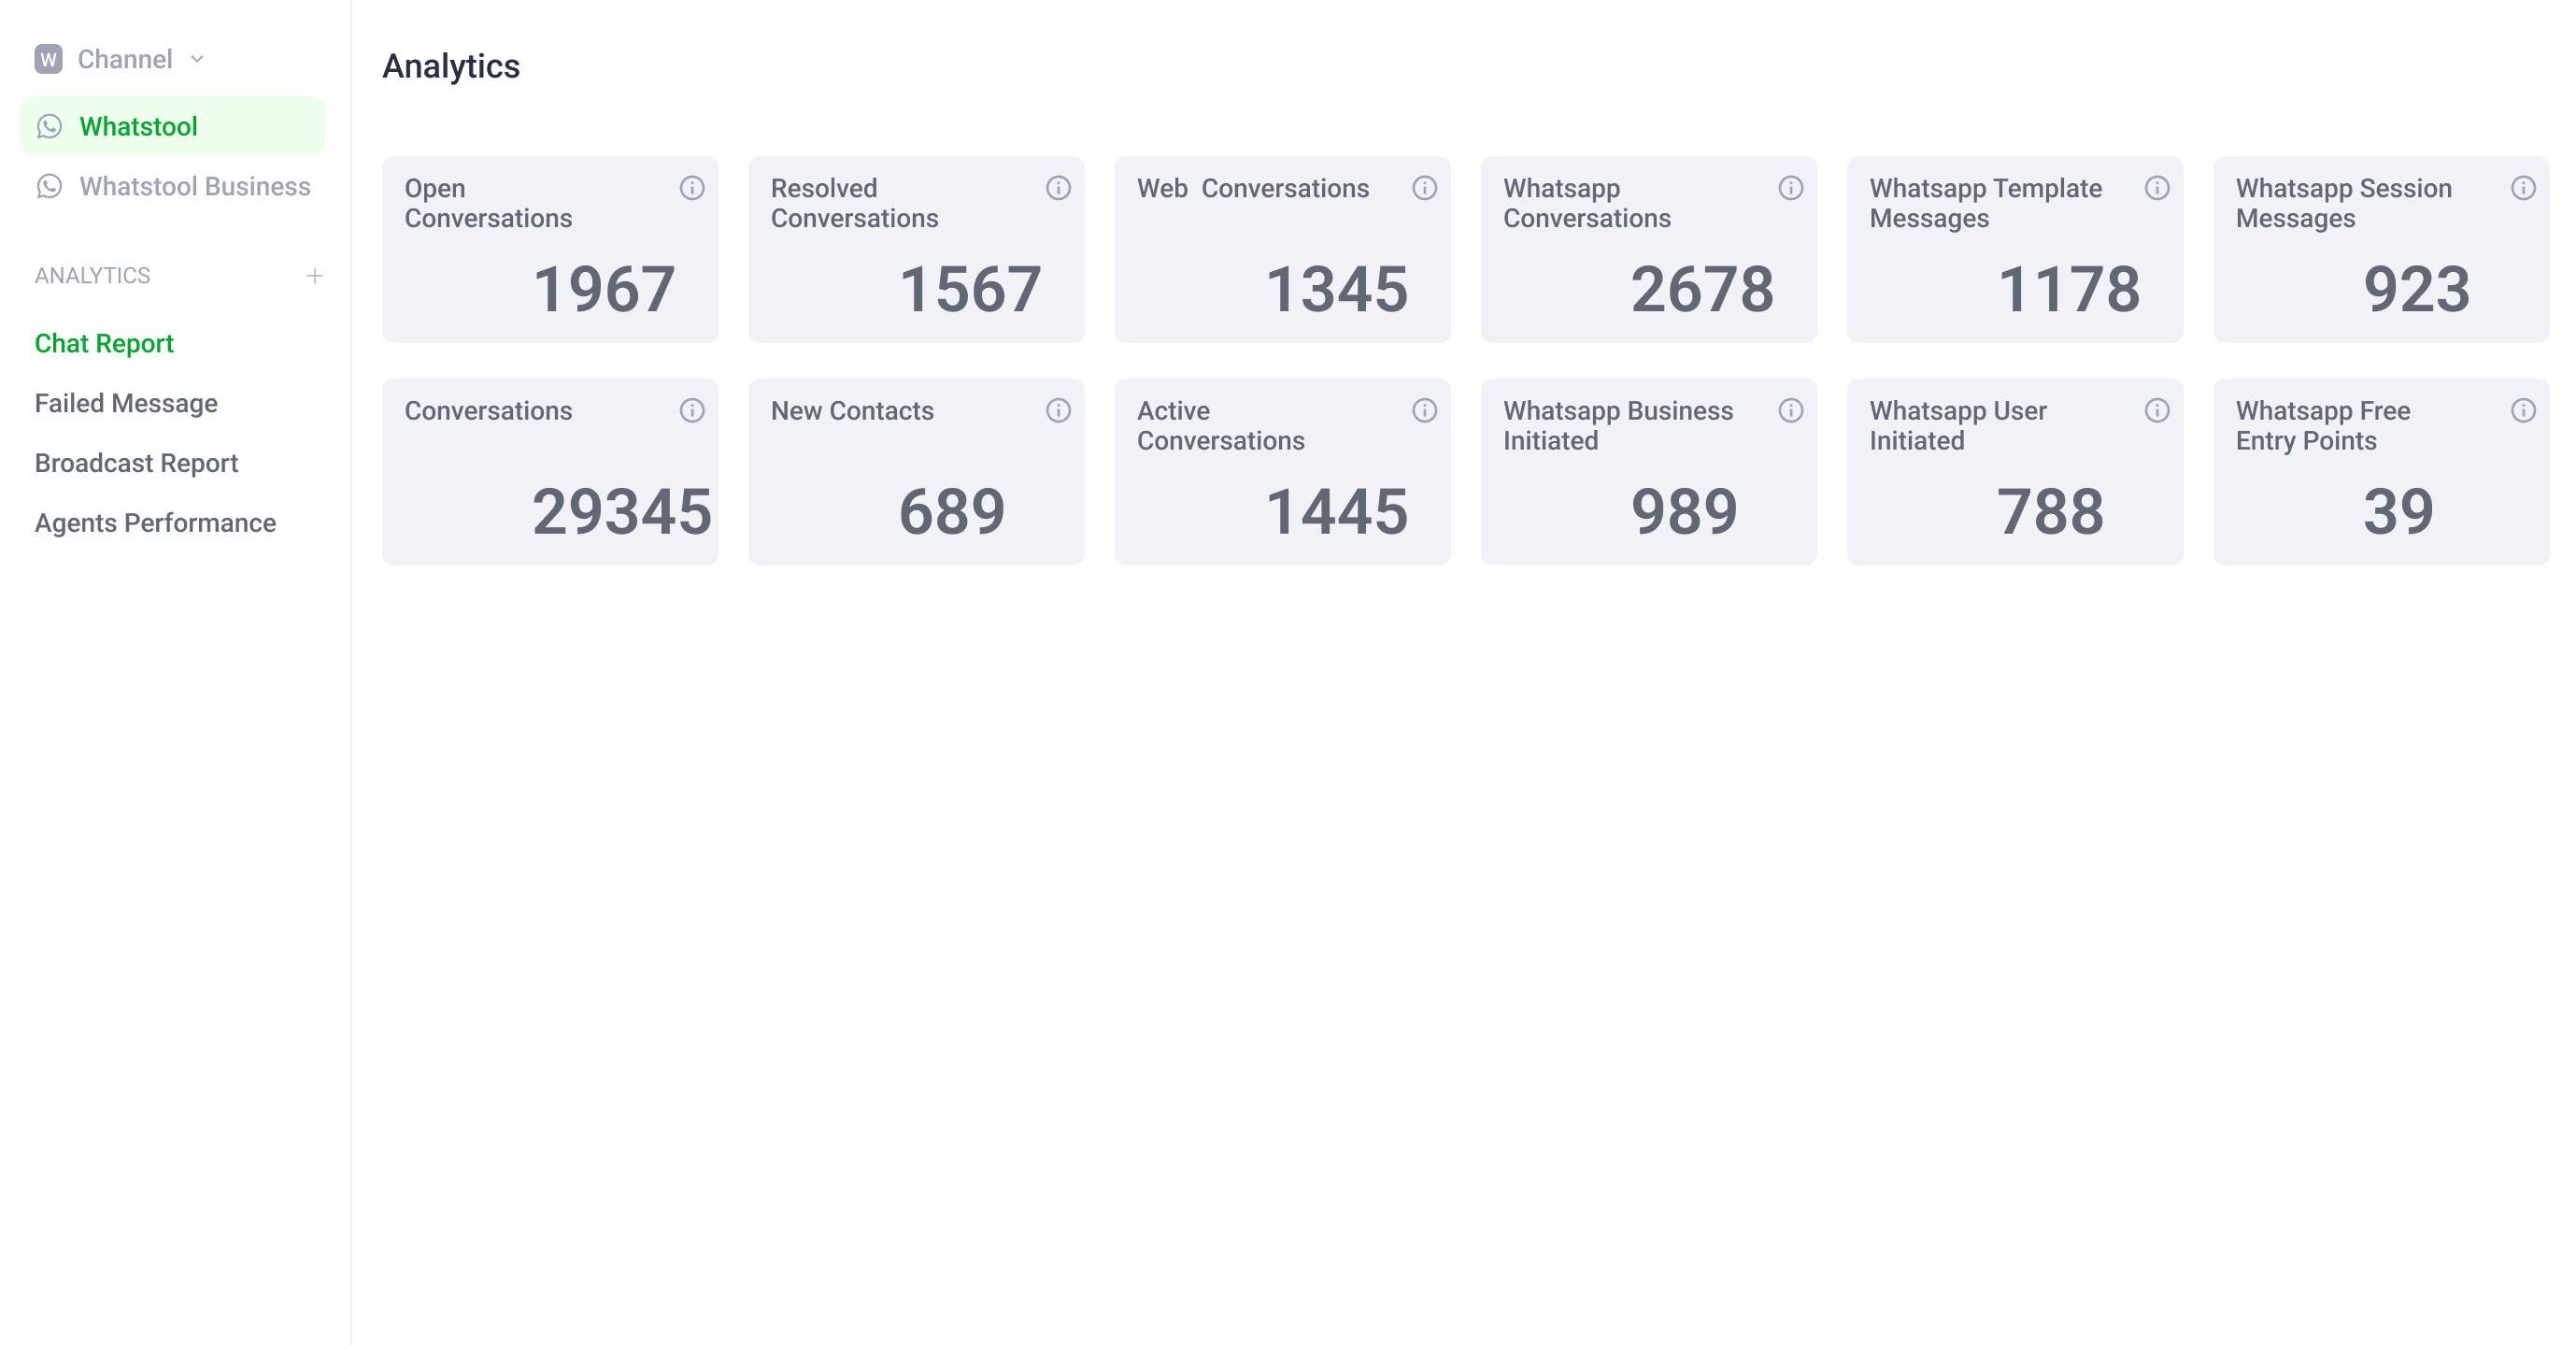 W Channel
Whatstool
Whatstool Business
ANALYTICS
Chat Report
Failed Message
Broadcast Report
Agents Performance
Analytics
Open
Conversations
1967
Resolved
Conversations
1567
Web  Conversations
1345
Whatsapp
Conversations
2678
Whatsapp Template
Messages
1178
Whatsapp Session
Messages
923
Conversations
29345
New Contacts
689
Active
Conversations
1445
Whatsapp Business
Initiated
989
Whatsapp User
Initiated
788
Whatsapp Free
Entry Points
39